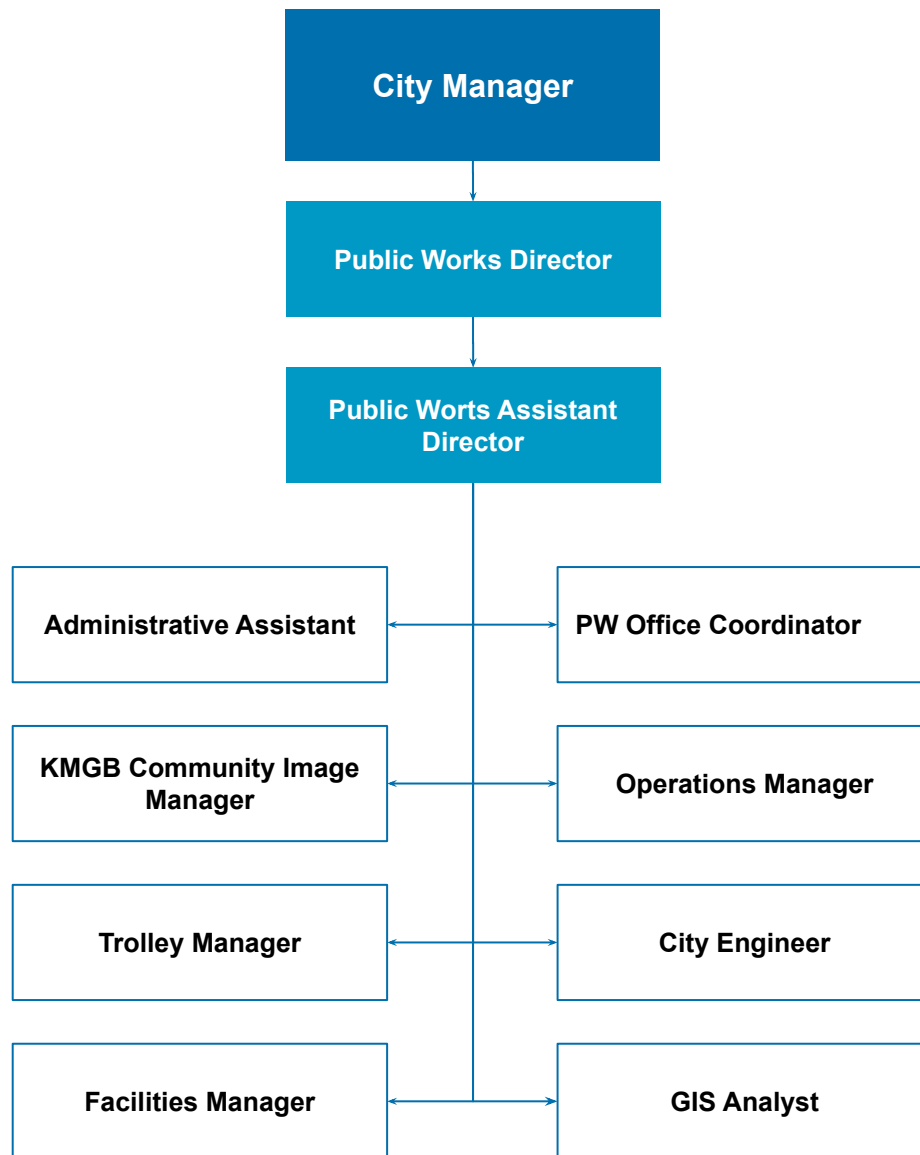 City Manager
Public Works Director
Public Worts Assistant
Director
Administrative Assistant
PW Office Coordinator
KMGB Community Image
Manager
Operations Manager
Trolley Manager
City Engineer
Facilities Manager
GIS Analyst